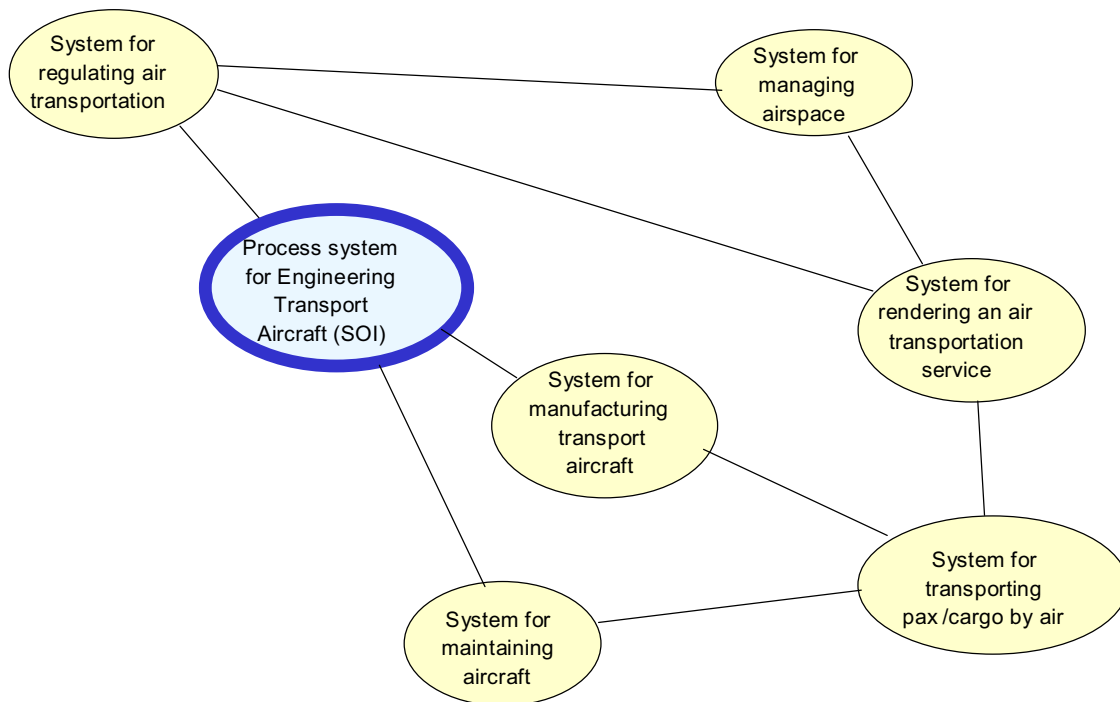 System for
regulating air
transportation
System for
managing
airspace
Process system
for Engineering
Transport
Aircraft (SOI)
System for
rendering an air
transportation
service
System for
manufacturing
transport
aircraft
System for
transporting
pax/cargo by air
System for
maintaining
aircraft